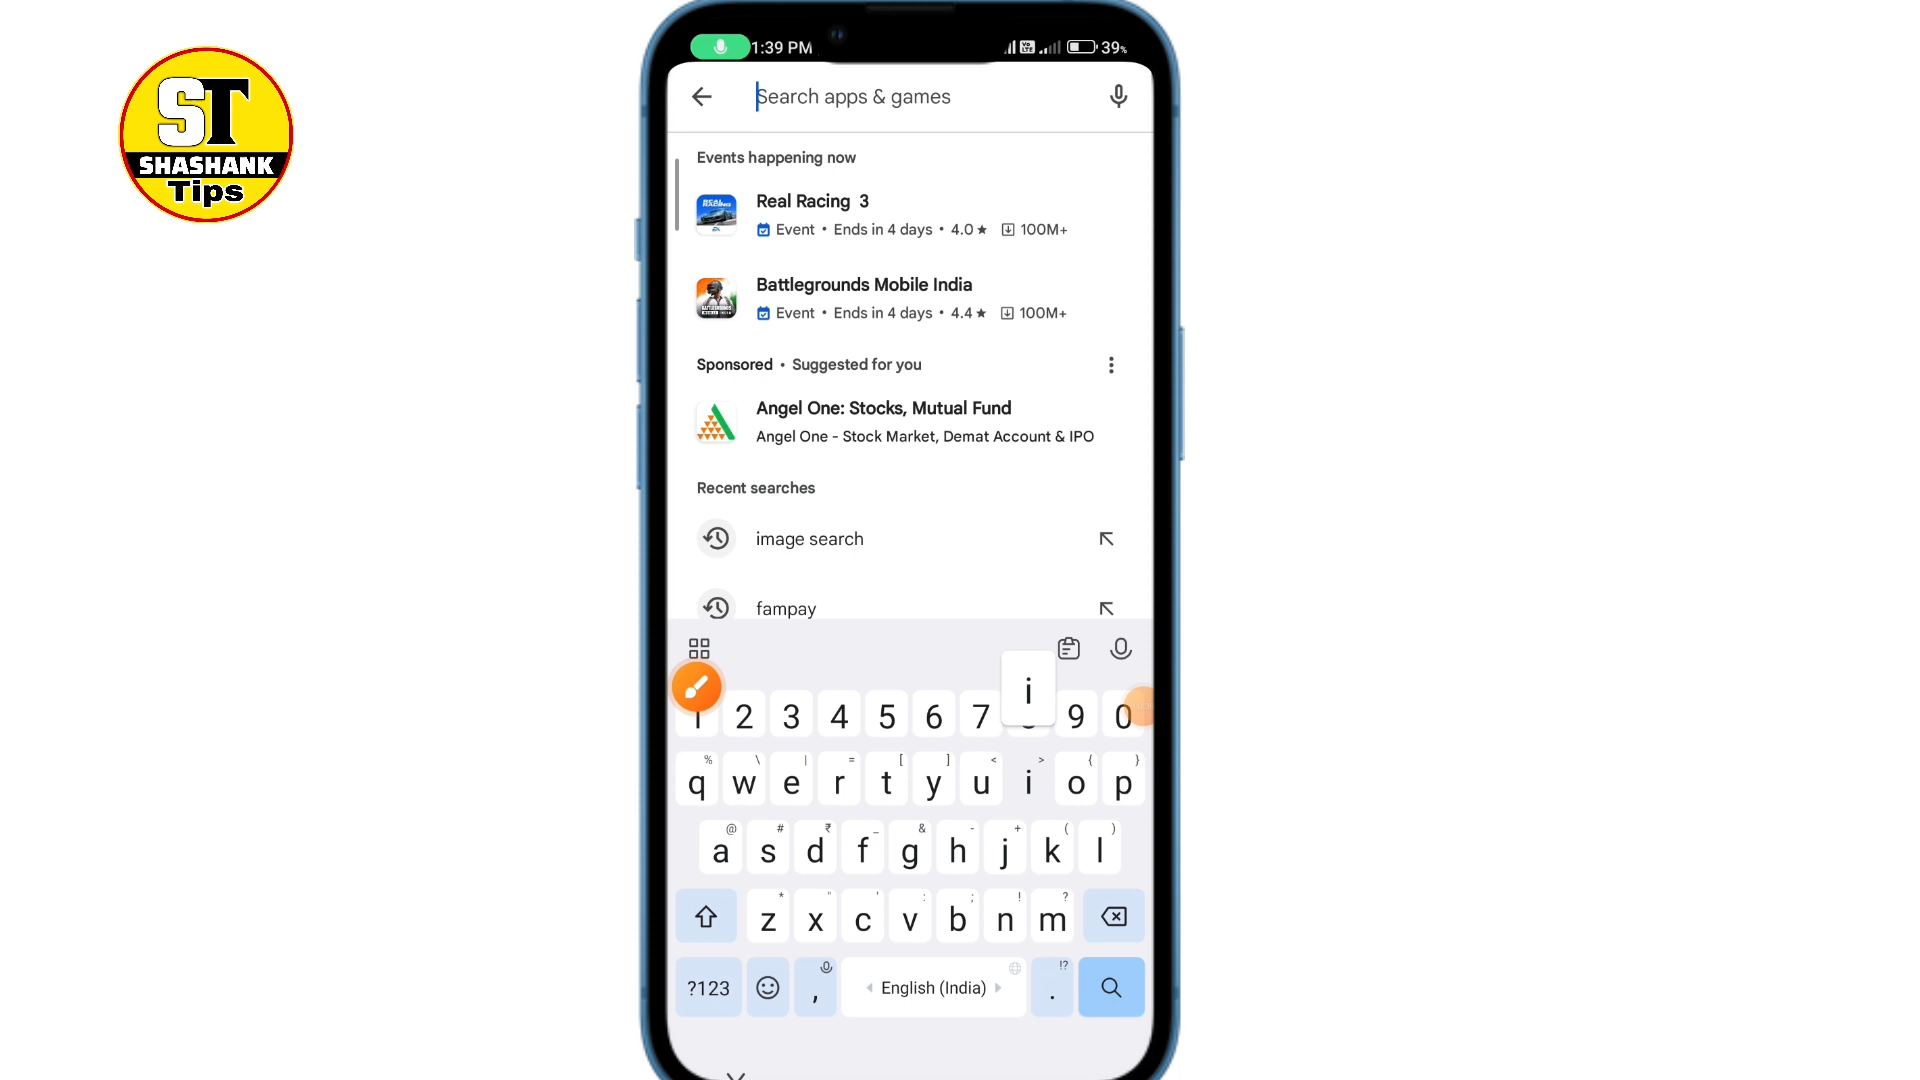 ST
SHASHANK
Tips
1:39 PM
Vo
LTE
39%
Search apps & games
Events happening now
Real Racing 3
Event • Ends in 4 days • 4.0 ★ 100M+
Battlegrounds Mobile India
Event • Ends in 4 days • 4.4 ★ 100M+
Sponsored • Suggested for you
Angel One: Stocks, Mutual Fund
Angel One - Stock Market, Demat Account & IPO
Recent searches
image search
fampay
i
1 2 3 4 5 6 7 9 0
% \ | = [ ] < > { }
q w e r t y u i o p
@ # ₹ _ & - + ( )
a s d f g h j k l
* " ' : ; ! ?
z x c v b n m
!?
?123 , English (India) .